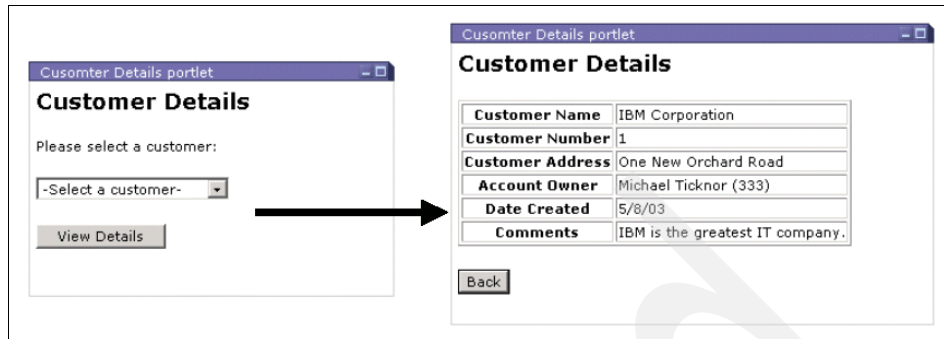 Cusomter Details portlet
Customer Details
Please select a customer:
-Select a customer-
View Details
Cusomter Details portlet
Customer Details
Customer Name IBM Corporation
Customer Number 1
Customer Address One New Orchard Road
Account Owner Michael Ticknor (333)
Date Created 5/8/03
Comments IBM is the greatest IT company.
Back